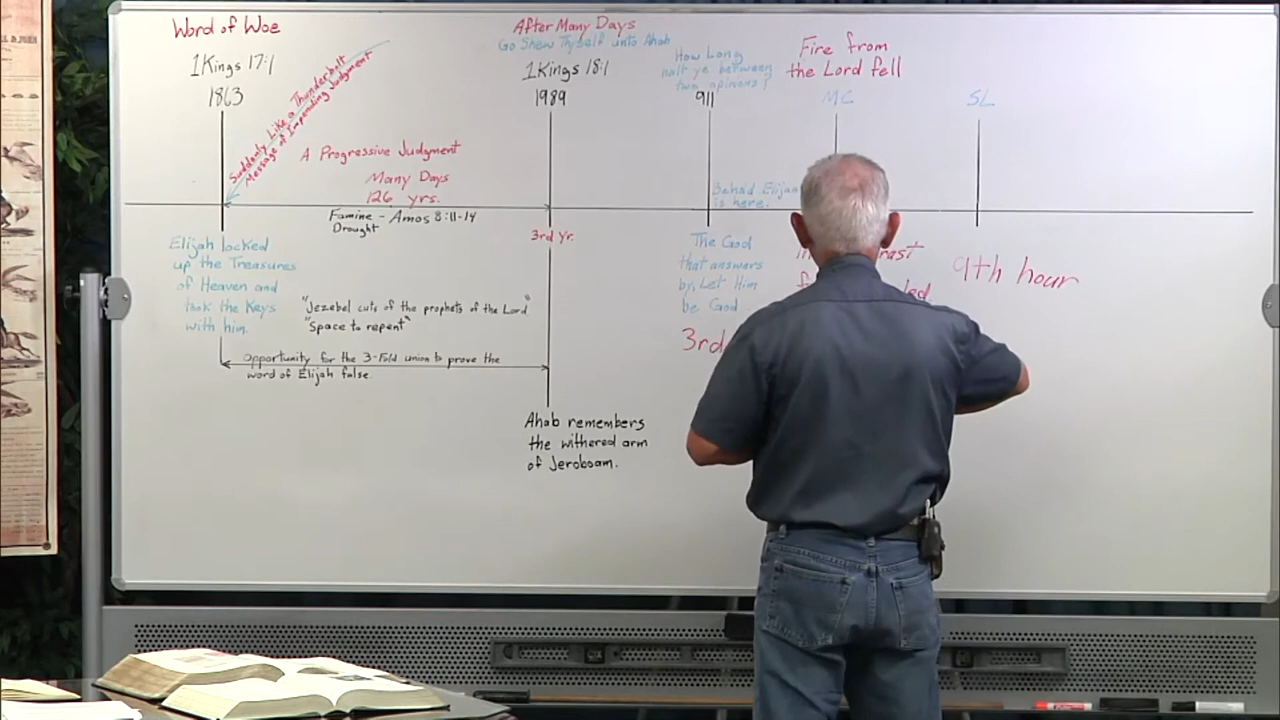 Word of Woe
1Kings 17:1
1863
Suddenly Like a Thunderbolt
Message of Impending Judgment
A Progressive Judgment
Many Days
126 yrs.
Famine - Amos 8:11-14
Drought
After Many Days
Go Shew Thyself unto Ahab
1Kings 18:1
1989
3rd yr.
How Long
halt ye between
two opinions?
911
Fire from
the Lord fell
MC
SL
Behold Elijah
is here.
Elijah locked
up the Treasures
of Heaven and
took the Keys
with him.
"Jezebel cuts of the prophets of the Lord"
"Space to repent"
Opportunity for the 3-Fold union to prove the
word of Elijah false.
Ahab remembers
the withered arm
of Jeroboam.
The God
that answers
by, Let Him
be God
3rd
9th hour